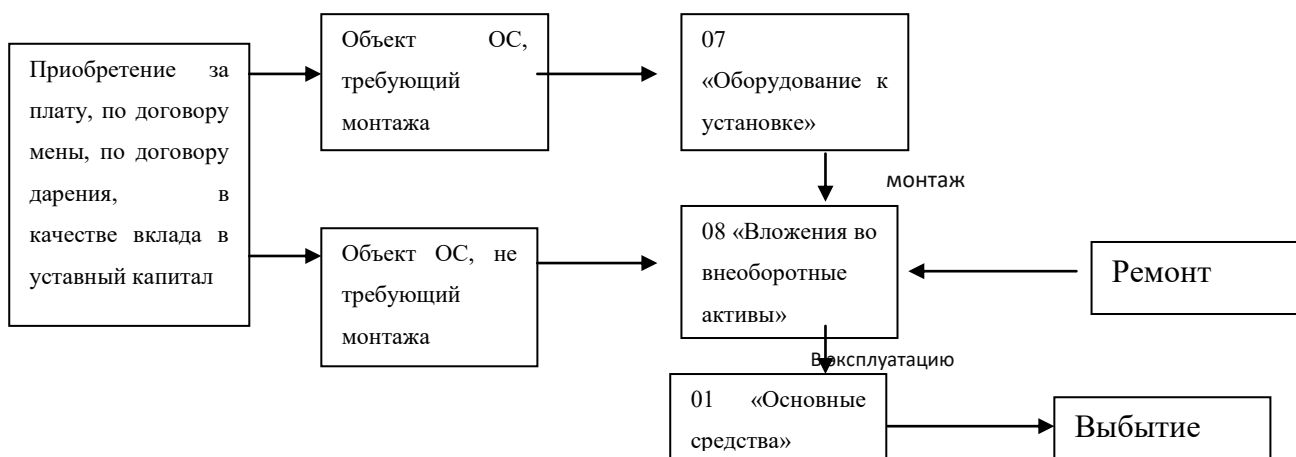 Приобретение за
плату, по договору
мены, по договору
дарения, в
качестве вклада в
уставный капитал
Объект ОС,
требующий
монтажа
07
«Оборудование к
установке»
монтаж
Объект ОС, не
требующий
монтажа
08 «Вложения во
внеоборотные
активы»
Ремонт
В эксплуатацию
01 «Основные
средства»
Выбытие